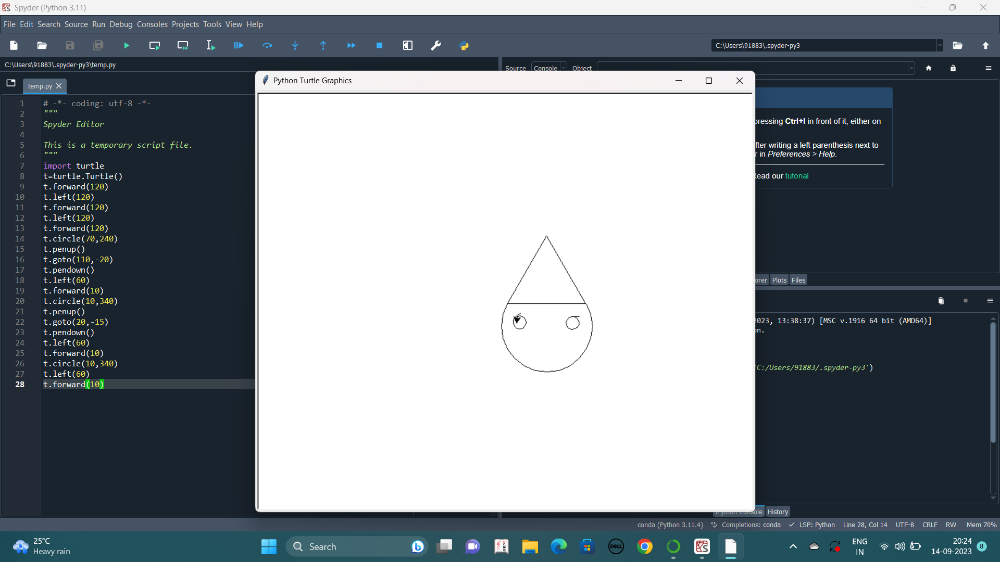 Spyder (Python 3.11)
File Edit Search Source Run Debug Consoles Projects Tools View Help
C:\Users\91883\.spyder-py3
C:\Users\91883\.spyder-py3\temp.py
Source Console Object
temp.py
Python Turtle Graphics
1 # -*- coding: utf-8 -*-
2 """
3 Spyder Editor
4
5 This is a temporary script file.
6 """
7 import turtle
8 t=turtle.Turtle()
9 t.forward(120)
10 t.left(120)
11 t.forward(120)
12 t.left(120)
13 t.forward(120)
14 t.circle(70,240)
15 t.penup()
16 t.goto(110,-20)
17 t.pendown()
18 t.left(60)
19 t.forward(10)
20 t.circle(10,340)
21 t.penup()
22 t.goto(20,-15)
23 t.pendown()
24 t.left(60)
25 t.forward(10)
26 t.circle(10,340)
27 t.left(60)
28 t.forward(10)
pressing Ctrl+I in front of it, either on
fter writing a left parenthesis next to
r in Preferences > Help.
Read our tutorial
orer Plots Files
2023, 13:38:37) [MSC v.1916 64 bit (AMD64)]
on.
'C:/Users/91883/.spyder-py3')
IPython Console History
conda (Python 3.11.4) Completions: conda LSP: Python Line 28, Col 14 UTF-8 CRLF RW Mem 70%
25°C
Heavy rain
Search
Tally
ERP9
DELL
ENG
IN
20:24
14-09-2023
8